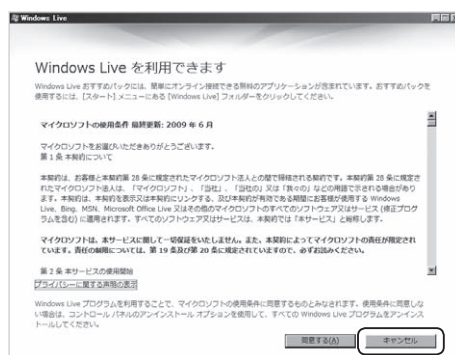 Windows Live
Windows Live を利用できます
Windows Live おすすめパックには、簡単にオンライン接続できる無料のアプリケーションが含まれています。おすすめパックを
使用するには、[スタート] メニューにある [Windows Live] フォルダーをクリックしてください。
マイクロソフトの使用条件 最終更新: 2009 年 6 月
マイクロソフトをお選びいただきありがとうございます。
第 1 条 本契約について
本契約は、お客様と本契約第 28 条に規定されたマイクロソフト法人との間で締結される契約です。本契約第 28 条に規定さ
れたマイクロソフト法人は、「マイクロソフト」、「当社」、「当社の」又は「我々の」などの用語で示される場合があり
ます。本契約は、本契約を表示又は本契約にリンクする、及び本契約が有効である期間にお客様が使用する Windows
Live、Bing、MSN、Microsoft Office Live 又はその他のマイクロソフトのすべてのソフトウェア又はサービス (修正プログ
ラムを含む) に適用されます。すべてのソフトウェア又はサービスは、本契約では「本サービス」と総称します。
マイクロソフトは、本サービスに関して一切保証をいたしません。また、本契約によってマイクロソフトの責任が限定され
ています。責任の制限については、第 19 条及び第 20 条に規定されていますので、必ずお読みください。
第 2 条 本サービスの使用開始
プライバシーに関する声明の表示
Windows Live プログラムを利用することで、マイクロソフトの使用条件に同意するものとみなされます。使用条件に同意しな
い場合は、コントロール パネルのアンインストール オプションを使用して、すべての Windows Live プログラムをアンインス
トールしてください。
同意する(A)
キャンセル